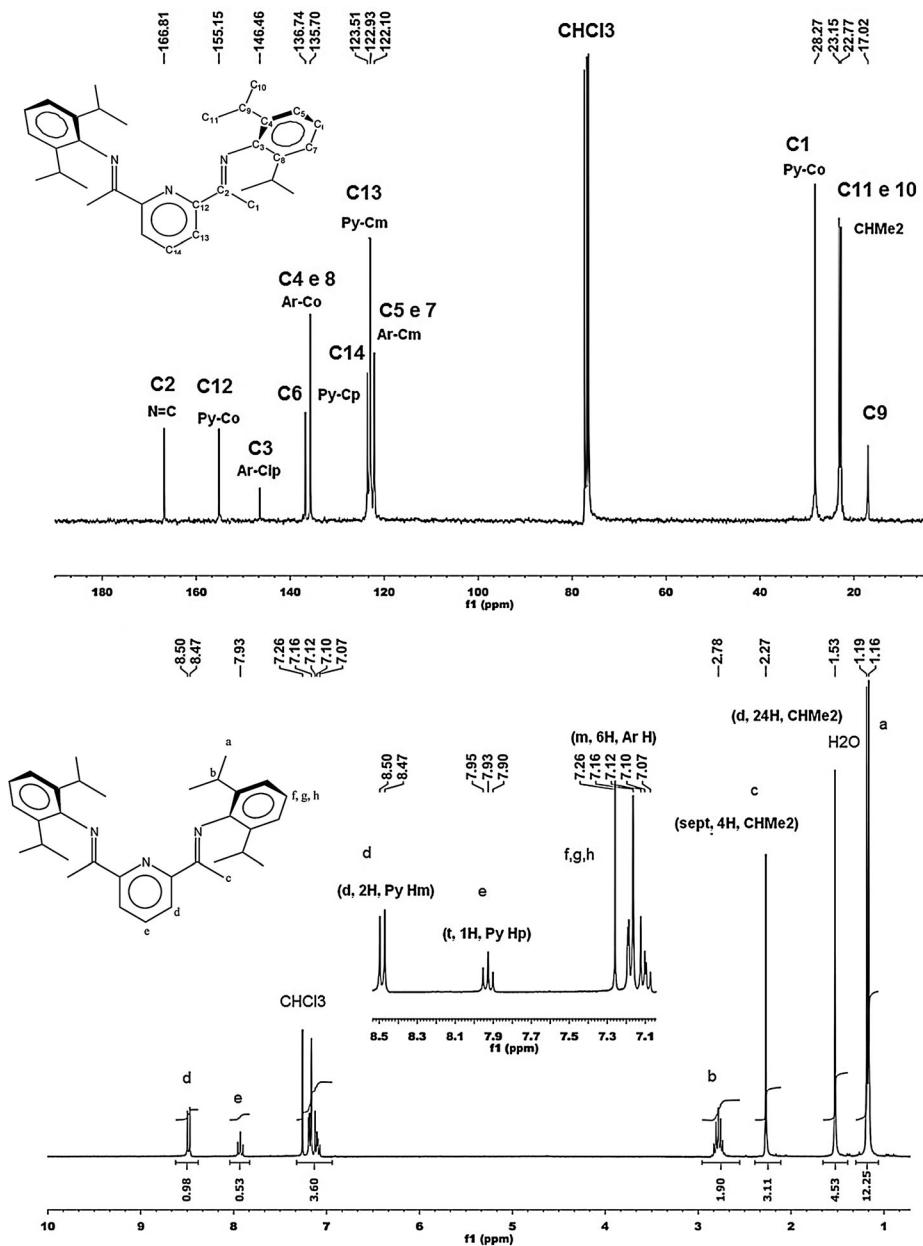 166.81
155.15
146.46
136.74
135.70
123.51
122.93
122.10
28.27
23.15
22.77
17.02
CHCl3
C10
C11
C9
C4
C5
C3
C8
C7
N
N
N
C2
C12
C1
C13
C14
C2
N=C
C12
Py-Co
C3
Ar-CIp
C6
C4 e 8
Ar-Co
C14
Py-Cp
C13
Py-Cm
C5 e 7
Ar-Cm
C1
Py-Co
C11 e 10
CHMe2
C9
180 160 140 120 100 80 60 40 20
f1 (ppm)
8.50
8.47
7.93
7.26
7.16
7.12
7.10
7.07
2.78
2.27
1.53
1.19
1.16
a
b
f, g, h
N
N
N
c
d
e
(m, 6H, Ar H)
8.50
8.47
7.95
7.93
7.90
7.26
7.16
7.12
7.10
7.07
d
(d, 2H, Py Hm)
e
(t, 1H, Py Hp)
f,g,h
8.5 8.3 8.1 7.9 7.7 7.5 7.3 7.1
f1 (ppm)
(d, 24H, CHMe2)
H2O
a
c
(sept, 4H, CHMe2)
CHCl3
d
e
b
0.98
0.53
3.60
1.90
3.11
4.53
12.25
10 9 8 7 6 5 4 3 2 1
f1 (ppm)